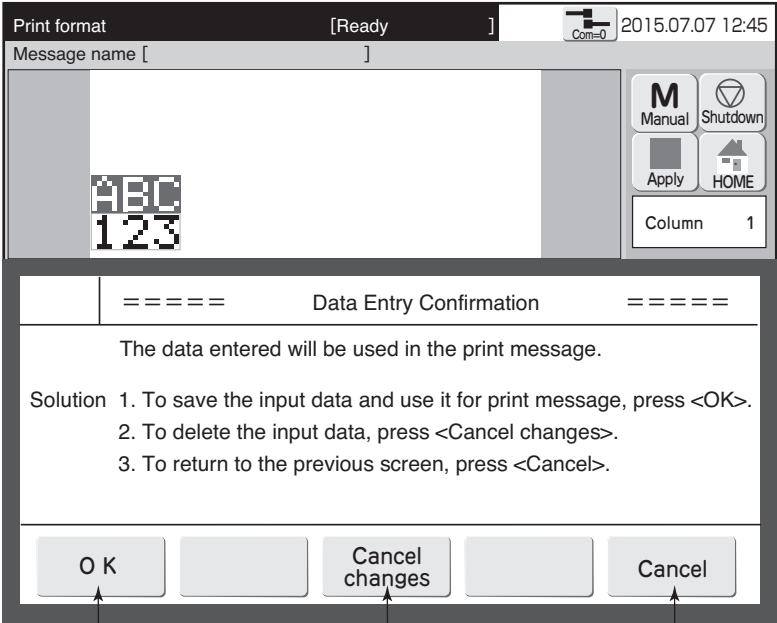 Print format [Ready ] Com=0 2015.07.07 12:45
Message name [ ]
M Manual Shutdown
Apply HOME
ABC
123
Column 1
===== Data Entry Confirmation =====
The data entered will be used in the print message.
Solution 1. To save the input data and use it for print message, press <OK>.
2. To delete the input data, press <Cancel changes>.
3. To return to the previous screen, press <Cancel>.
O K
Cancel changes
Cancel